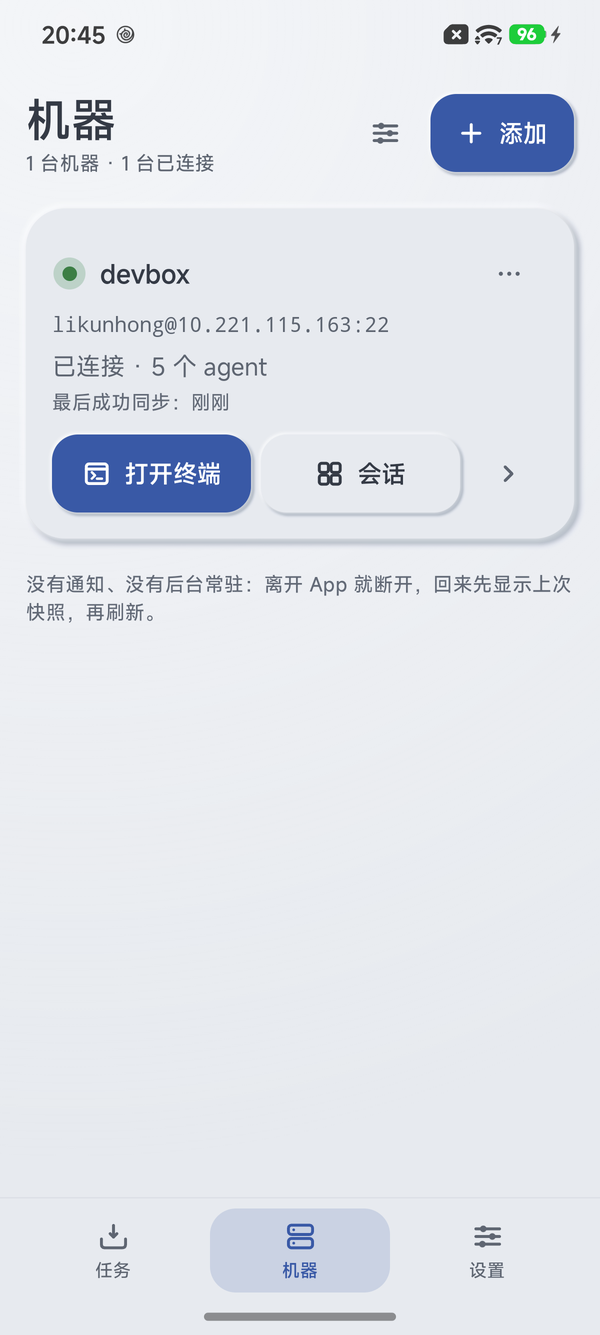 20:45
96
机器
1 台机器 · 1 台已连接
添加
devbox
likunhong@10.221.115.163:22
已连接 · 5 个 agent
最后成功同步：刚刚
打开终端
会话
没有通知、没有后台常驻：离开 App 就断开，回来先显示上次
快照，再刷新。
任务
机器
设置